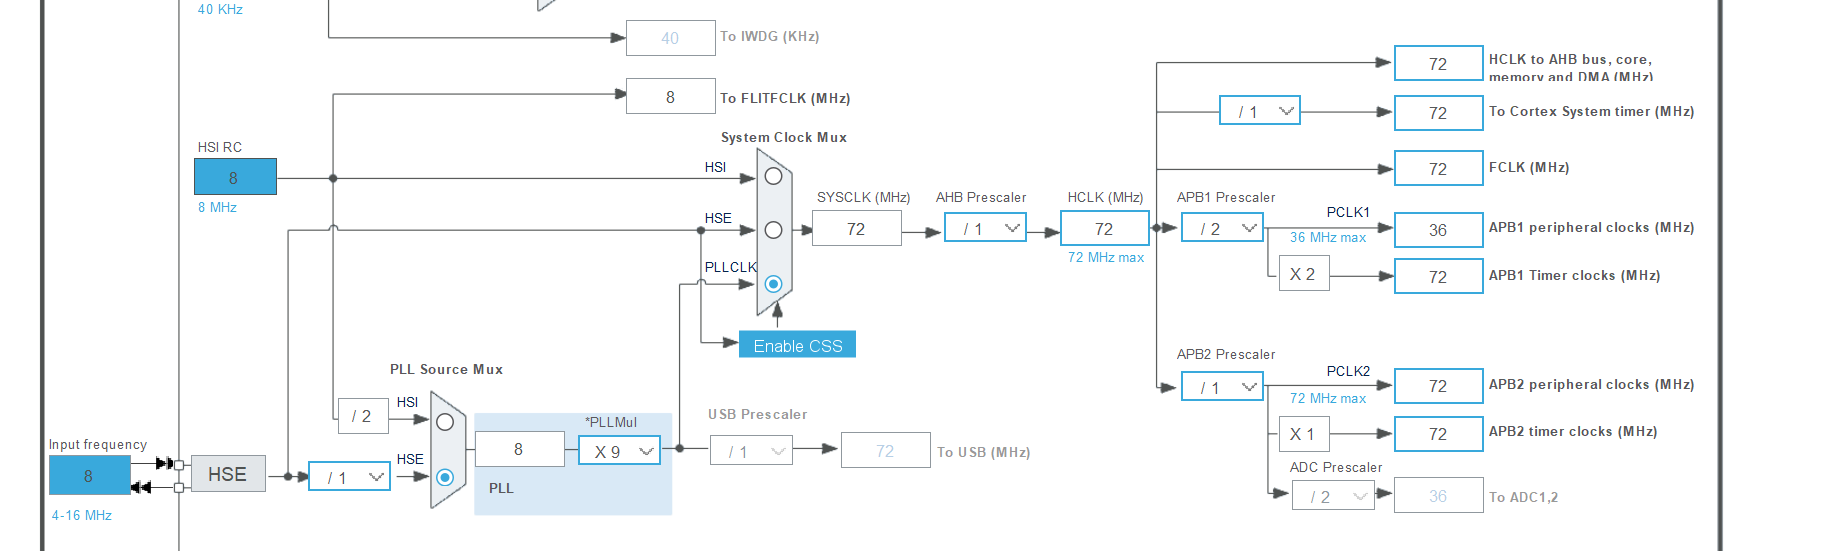 40 KHz
40
To IWDG (KHz)
8
To FLITFCLK (MHz)
System Clock Mux
HSI RC
8
8 MHz
HSI
HSE
PLLCLK
SYSCLK (MHz)
72
AHB Prescaler
/ 1
HCLK (MHz)
72
72 MHz max
Enable CSS
72
HCLK to AHB bus, core,
memory and DMA (MHz)
/ 1
72
To Cortex System timer (MHz)
72
FCLK (MHz)
APB1 Prescaler
/ 2
PCLK1
36 MHz max
36
APB1 peripheral clocks (MHz)
X 2
72
APB1 Timer clocks (MHz)
APB2 Prescaler
/ 1
PCLK2
72 MHz max
72
APB2 peripheral clocks (MHz)
X 1
72
APB2 timer clocks (MHz)
ADC Prescaler
/ 2
36
To ADC1,2
PLL Source Mux
/ 2
HSI
Input frequency
8
4-16 MHz
HSE
/ 1
HSE
8
*PLLMul
X 9
PLL
USB Prescaler
/ 1
72
To USB (MHz)